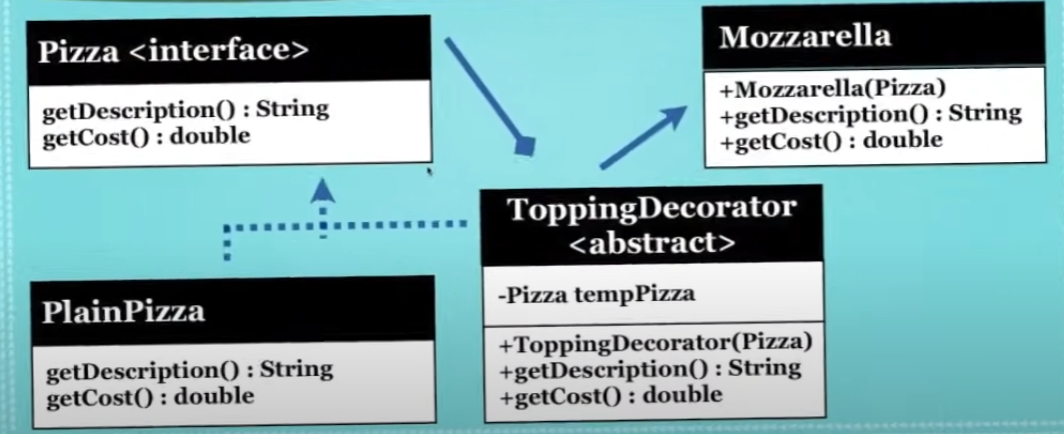 Pizza <interface>
getDescription() : String
getCost() : double
Mozzarella
+Mozzarella(Pizza)
+getDescription() : String
+getCost() : double
PlainPizza
getDescription() : String
getCost() : double
ToppingDecorator
<abstract>
-Pizza tempPizza
+ToppingDecorator(Pizza)
+getDescription() : String
+getCost() : double